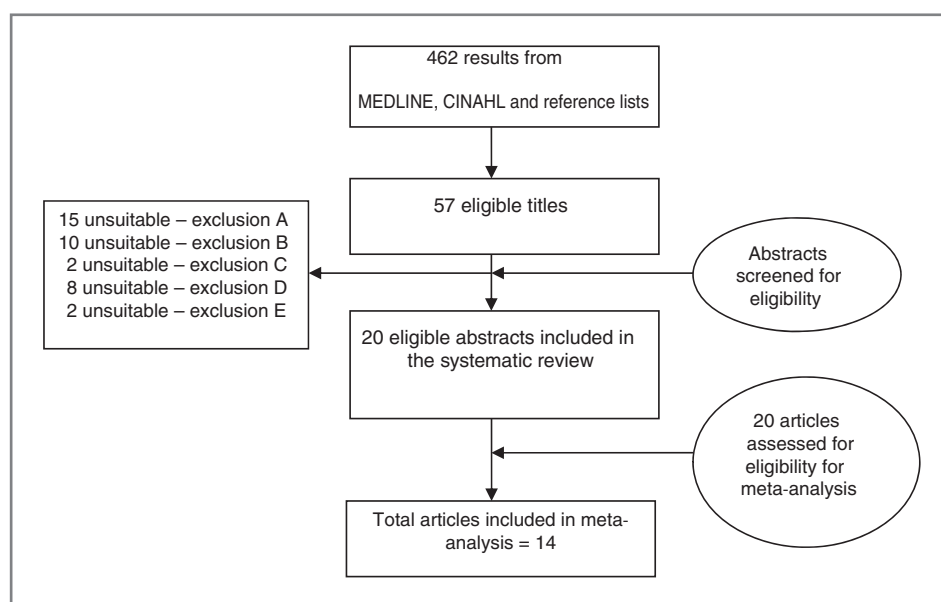 462 results from
MEDLINE, CINAHL and reference lists
57 eligible titles
15 unsuitable – exclusion A
10 unsuitable – exclusion B
2 unsuitable – exclusion C
8 unsuitable – exclusion D
2 unsuitable – exclusion E
Abstracts
screened for
eligibility
20 eligible abstracts included in
the systematic review
20 articles
assessed for
eligibility for
meta-analysis
Total articles included in meta-
analysis = 14